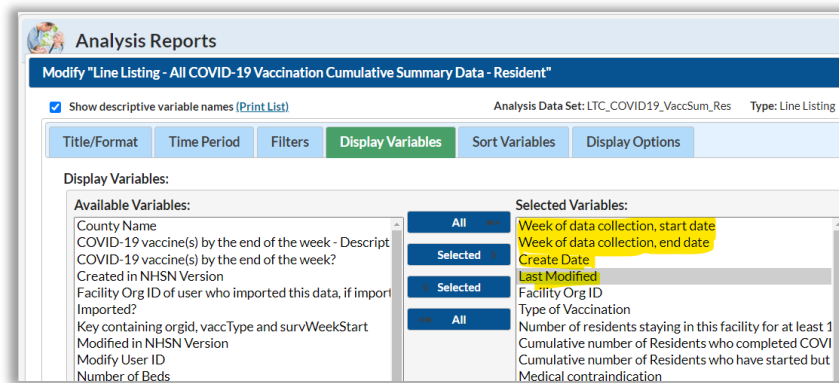 Analysis Reports
Modify "Line Listing - All COVID-19 Vaccination Cumulative Summary Data - Resident"
Show descriptive variable names (Print List) Analysis Data Set: LTC_COVID19_VaccSum_Res Type: Line Listing
Title/Format Time Period Filters Display Variables Sort Variables Display Options
Display Variables:
Available Variables:
County Name
COVID-19 vaccine(s) by the end of the week - Descript
COVID-19 vaccine(s) by the end of the week?
Created in NHSN Version
Facility Org ID of user who imported this data, if import
Imported?
Key containing orgid, vaccType and survWeekStart
Modified in NHSN Version
Modify User ID
Number of Beds
All
Selected
Selected
All
Selected Variables:
Week of data collection, start date
Week of data collection, end date
Create Date
Last Modified
Facility Org ID
Type of Vaccination
Number of residents staying in this facility for at least 1
Cumulative number of Residents who completed COVI
Cumulative number of Residents who have started but
Medical contraindication